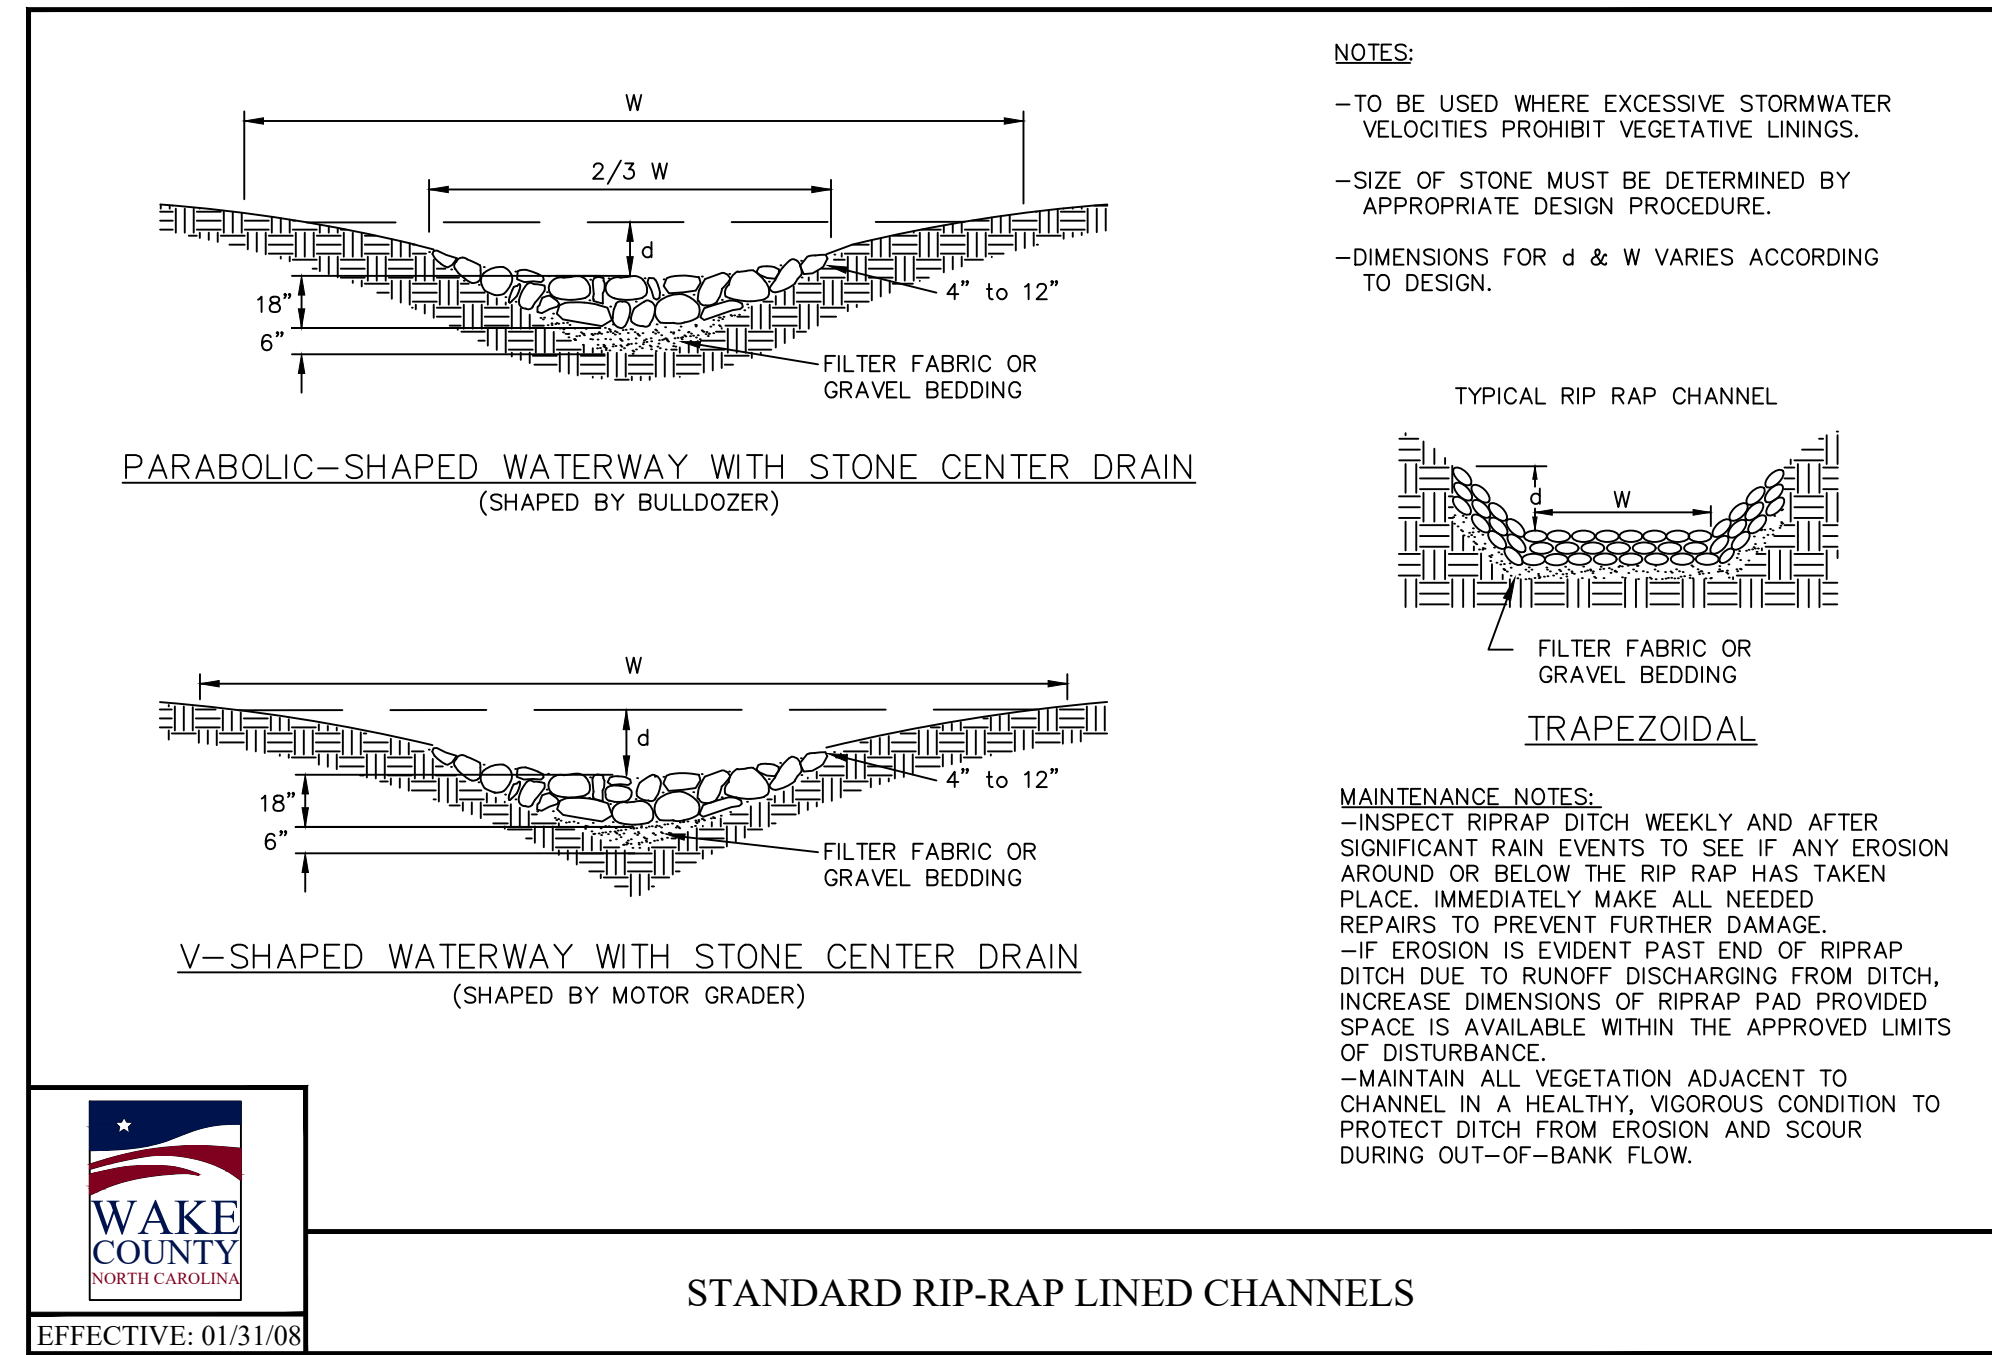 W
2/3 W
d
18"
4" to 12"
6"
FILTER FABRIC OR
GRAVEL BEDDING
PARABOLIC-SHAPED WATERWAY WITH STONE CENTER DRAIN
(SHAPED BY BULLDOZER)
W
d
4" to 12"
18"
6"
FILTER FABRIC OR
GRAVEL BEDDING
V-SHAPED WATERWAY WITH STONE CENTER DRAIN
(SHAPED BY MOTOR GRADER)
NOTES:
-TO BE USED WHERE EXCESSIVE STORMWATER
VELOCITIES PROHIBIT VEGETATIVE LININGS.
-SIZE OF STONE MUST BE DETERMINED BY
APPROPRIATE DESIGN PROCEDURE.
-DIMENSIONS FOR d & W VARIES ACCORDING
TO DESIGN.
TYPICAL RIP RAP CHANNEL
d
W
FILTER FABRIC OR
GRAVEL BEDDING
TRAPEZOIDAL
MAINTENANCE NOTES:
-INSPECT RIPRAP DITCH WEEKLY AND AFTER
SIGNIFICANT RAIN EVENTS TO SEE IF ANY EROSION
AROUND OR BELOW THE RIP RAP HAS TAKEN
PLACE. IMMEDIATELY MAKE ALL NEEDED
REPAIRS TO PREVENT FURTHER DAMAGE.
-IF EROSION IS EVIDENT PAST END OF RIPRAP
DITCH DUE TO RUNOFF DISCHARGING FROM DITCH,
INCREASE DIMENSIONS OF RIPRAP PAD PROVIDED
SPACE IS AVAILABLE WITHIN THE APPROVED LIMITS
OF DISTURBANCE.
-MAINTAIN ALL VEGETATION ADJACENT TO
CHANNEL IN A HEALTHY, VIGOROUS CONDITION TO
PROTECT DITCH FROM EROSION AND SCOUR
DURING OUT-OF-BANK FLOW.
WAKE
COUNTY
NORTH CAROLINA
EFFECTIVE: 01/31/08
STANDARD RIP-RAP LINED CHANNELS